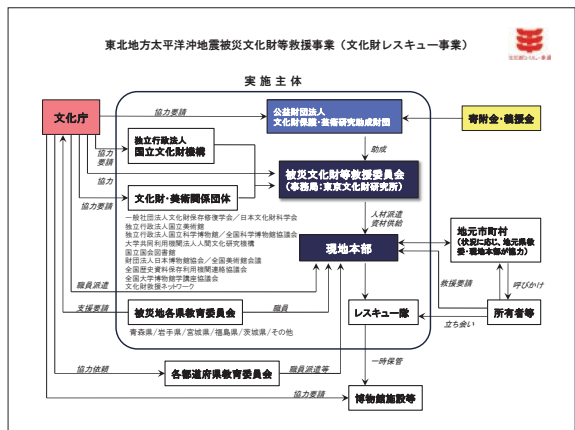 東北地方太平洋沖地震被災文化財等救援事業(文化財レスキュー事業)
実施主体
文化庁
協力要請
公益財団法人
文化財保護・芸術研究助成財団
寄附金・義援金
独立行政法人
国立文化財機構
協力
要請
助成
被災文化財等救援委員会
(事務局:東京文化財研究所)
協力
文化財・美術関係団体
協力要請
一般社団法人文化財保存修復学会/日本文化財科学会
独立行政法人国立美術館
独立行政法人国立科学博物館/全国科学博物館協議会
大学共同利用機関法人人間文化研究機構
国立国会図書館
財団法人日本博物館協会/全国美術館会議
全国歴史資料保存利用機関連絡協議会
全国大学博物館学講座協議会
文化財救援ネットワーク
人材派遣
資材供給
現地本部
地元市町村
(状況に応じ、地元県教
委・現地本部が協力)
職員派遣
救援要請
呼びかけ
支援要請
被災地各県教育委員会
職員
レスキュー隊
所有者等
立ち会い
青森県/岩手県/宮城県/福島県/茨城県/その他
一時保管
協力依頼
各都道府県教育委員会
職員派遣等
協力要請
博物館施設等